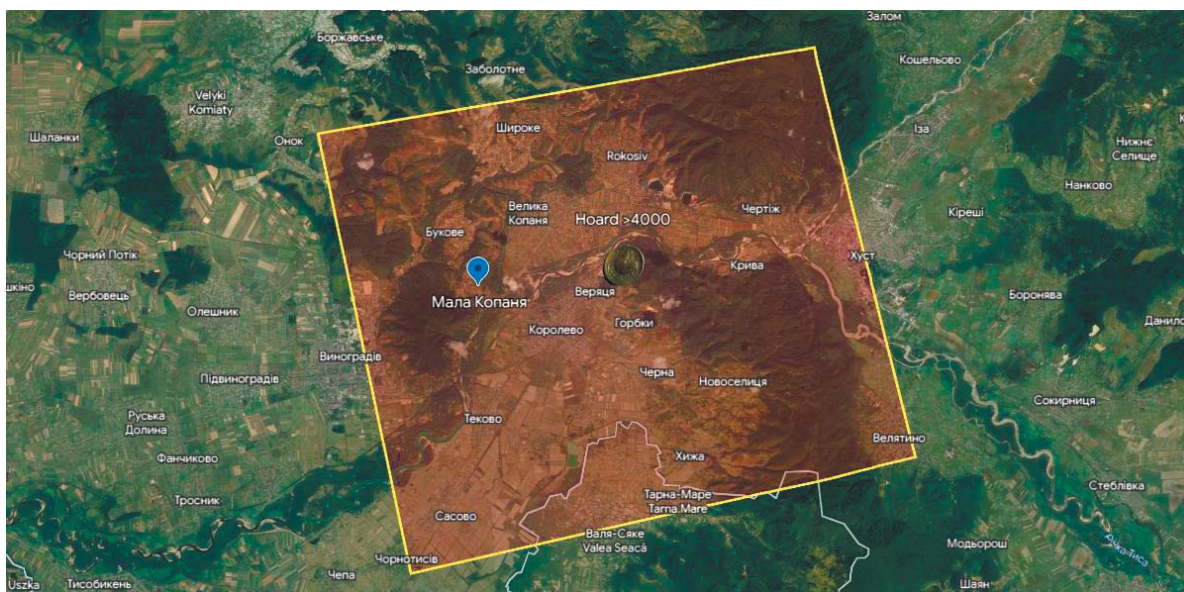 Залом
Боржавське
Кошельово
Заболотне
Velyki
Komiaty
Широке
Іза
Шаланки
Онок
Нижнє
Селище
Rokosiv
Нанково
Велика
Копаня
Hoard >4000
Чертіж
Кіреші
Букове
Чорний Потік
Хуст
Крива
Вербовець
Веряця
Мала Копаня
Боронява
Олешник
Королево
Горбки
Виноградів
Підвиноградів
Черна
Новоселиця
Сокирниця
Руська
Долина
Теково
Велятино
Фанчиково
Хижа
Стеблівка
Тросник
Тарна-Маре
Tarna Mare
Сасово
Валя-Сяке
Valea Seacă
Модьорош
Чорнотисів
Чепа
Uszka
Тисобикень
Шаян